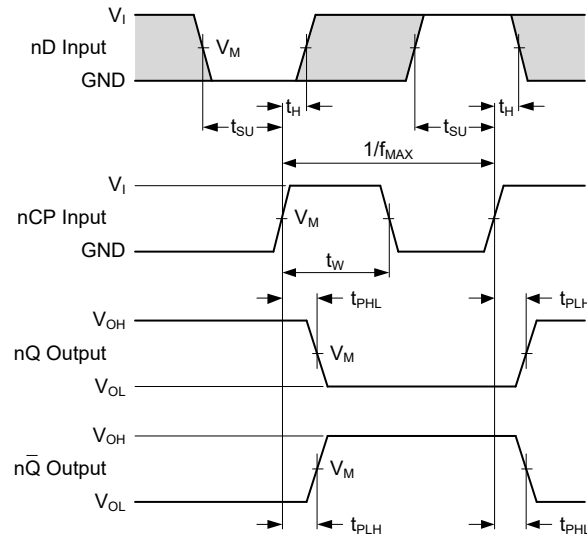 V_I
nD Input
V_M
GND
t_H
t_H
t_SU
t_SU
1/f_MAX
V_I
nCP Input
V_M
GND
t_W
t_PHL
t_PLH
V_OH
nQ Output
V_M
V_OL
V_OH
nQ̅ Output
V_M
V_OL
t_PLH
t_PHL